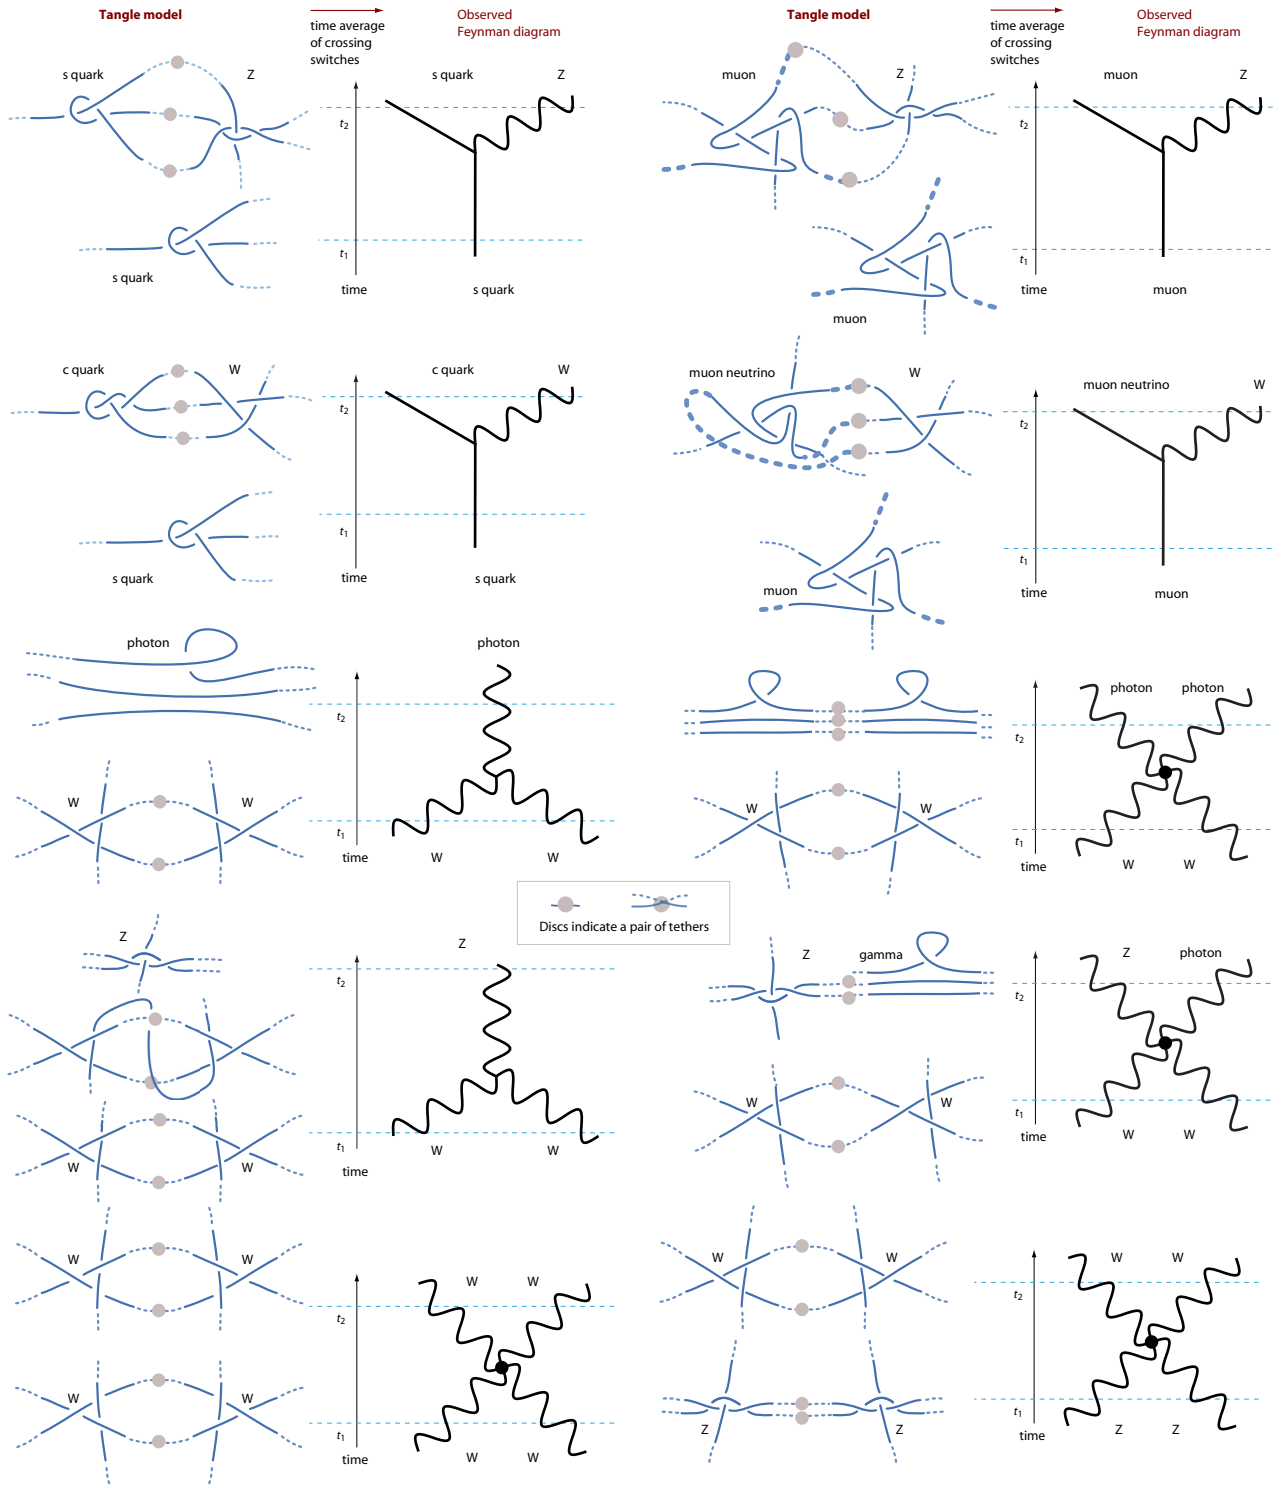 Tangle model
time average
of crossing
switches
Observed
Feynman diagram
s quark
Z
s quark
Z
t2
s quark
t1
time
s quark
Tangle model
time average
of crossing
switches
Observed
Feynman diagram
muon
Z
muon
Z
t2
muon
t1
time
muon
c quark
W
c quark
W
t2
s quark
t1
time
s quark
muon neutrino
W
muon neutrino
W
t2
muon
t1
time
muon
photon
photon
t2
W
W
t1
time
W
W
photon
photon
t2
W
W
t1
time
W
W
Discs indicate a pair of tethers
Z
Z
t2
W
W
t1
time
W
W
Z
gamma
Z
photon
t2
W
W
t1
time
W
W
W
W
W
W
t2
W
W
t1
time
W
W
W
W
W
W
t2
Z
Z
t1
time
Z
Z